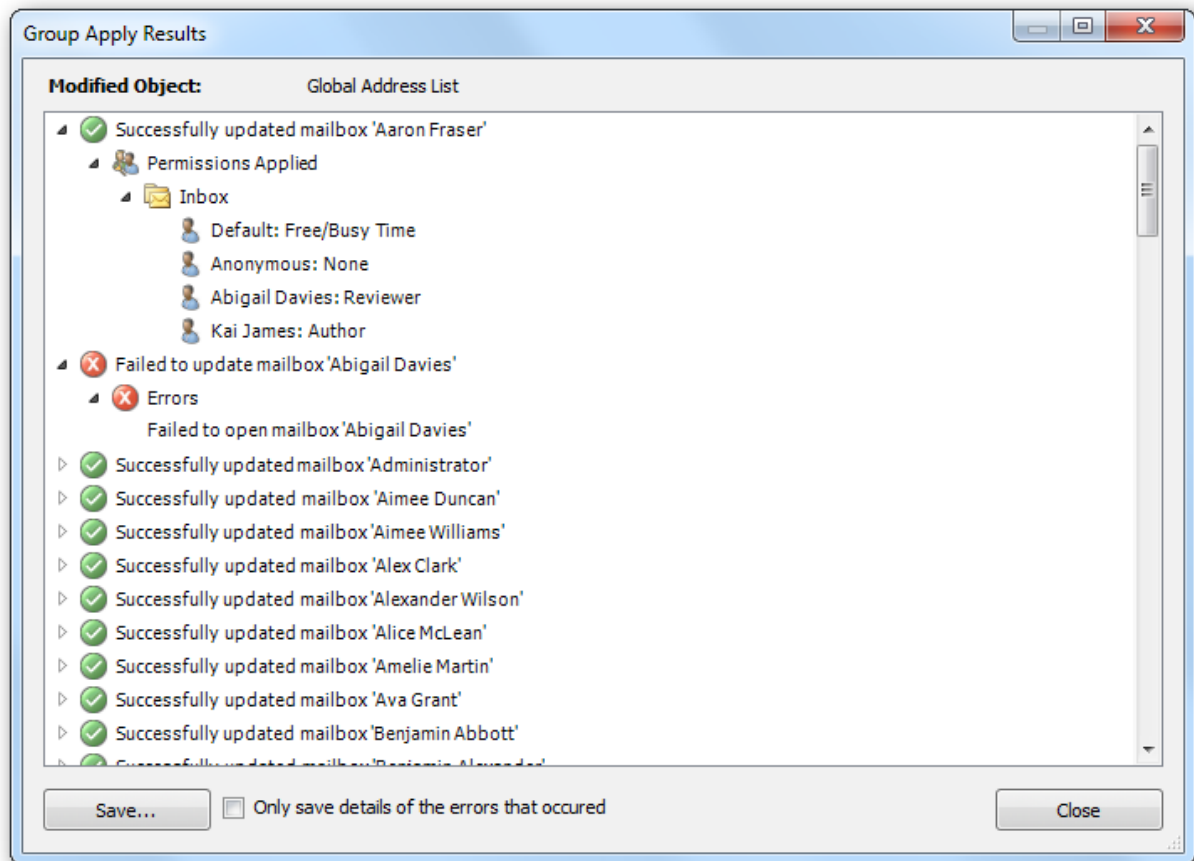 Group Apply Results
Modified Object: Global Address List
Successfully updated mailbox 'Aaron Fraser'
Permissions Applied
Inbox
Default: Free/Busy Time
Anonymous: None
Abigail Davies: Reviewer
Kai James: Author
Failed to update mailbox 'Abigail Davies'
Errors
Failed to open mailbox 'Abigail Davies'
Successfully updated mailbox 'Administrator'
Successfully updated mailbox 'Aimee Duncan'
Successfully updated mailbox 'Aimee Williams'
Successfully updated mailbox 'Alex Clark'
Successfully updated mailbox 'Alexander Wilson'
Successfully updated mailbox 'Alice McLean'
Successfully updated mailbox 'Amelie Martin'
Successfully updated mailbox 'Ava Grant'
Successfully updated mailbox 'Benjamin Abbott'
Successfully updated mailbox 'Benjamin Alexander'
Save... Only save details of the errors that occured Close